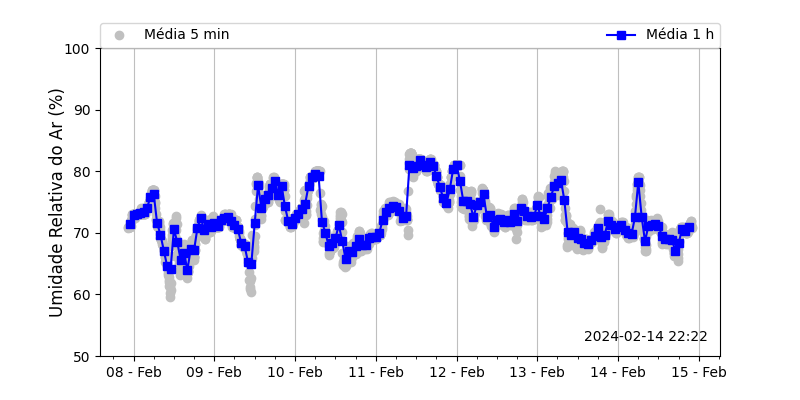 Média 5 min
Média 1 h
Umidade Relativa do Ar (%)
100
90
80
70
60
50
2024-02-14 22:22
08 - Feb
09 - Feb
10 - Feb
11 - Feb
12 - Feb
13 - Feb
14 - Feb
15 - Feb